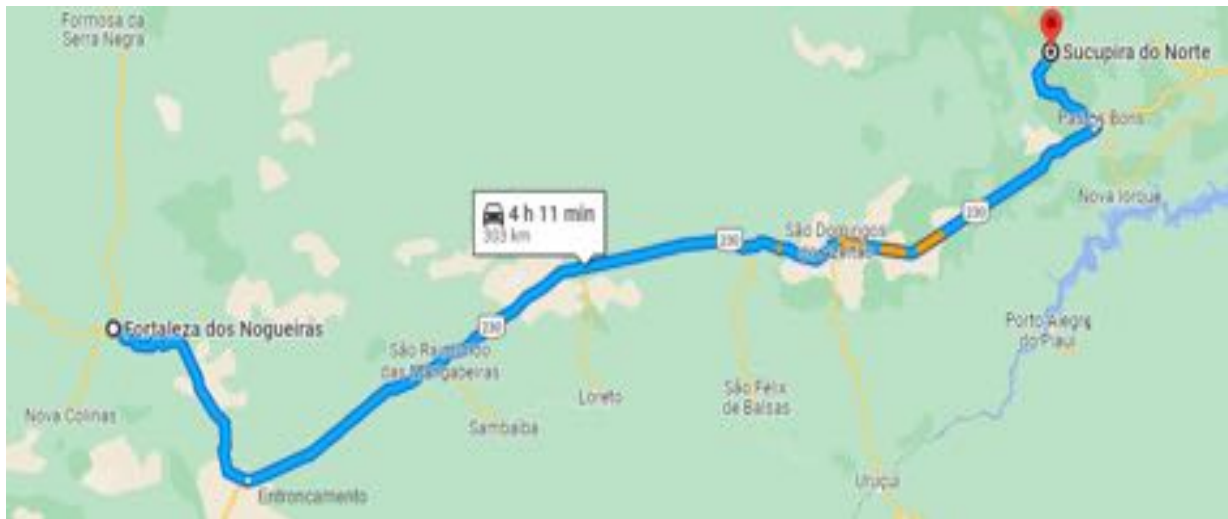 Formosa da
Serra Negra
Sucupira do Norte
Pastos Bons
Nova Iorque
4 h 11 min
303 km
230
230
São Domingos
230
Fortaleza dos Nogueiras
Porto Alegre
do Piauí
São Raimundo
das Mangabeiras
Nova Colinas
Loreto
São Félix
de Balsas
Sambaíba
Entroncamento
Uruçuí